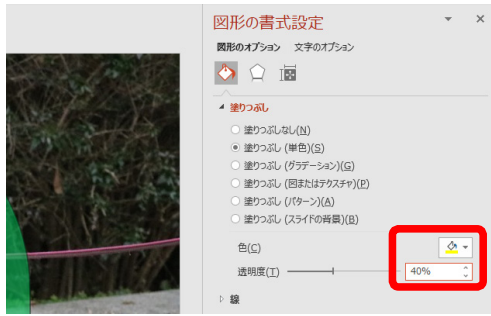 図形の書式設定
図形のオプション 文字のオプション
塗りつぶし
塗りつぶしなし(N)
塗りつぶし (単色)(S)
塗りつぶし (グラデーション)(G)
塗りつぶし (図またはテクスチャ)(P)
塗りつぶし (パターン)(A)
塗りつぶし (スライドの背景)(B)
色(C)
透明度(T) 40%
線